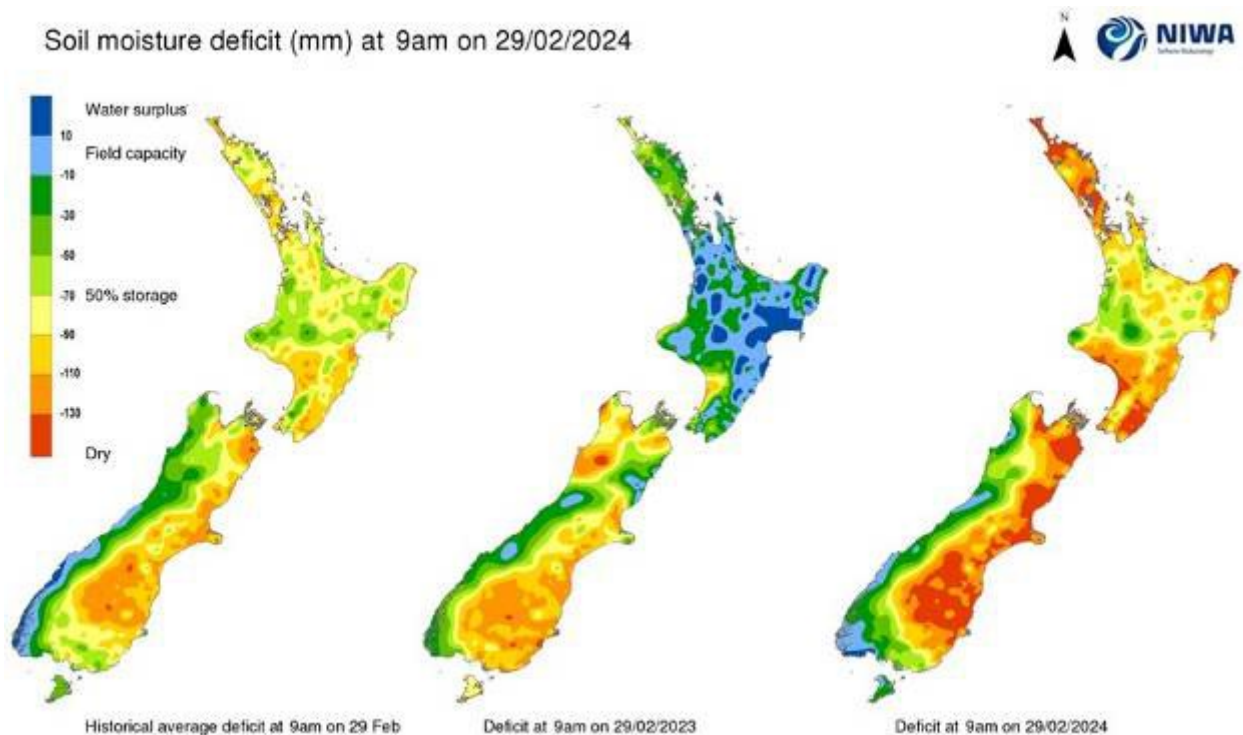 Soil moisture deficit (mm) at 9am on 29/02/2024
N
NIWA
Taihoro Nukurangi
Water surplus
10
Field capacity
-10
-30
-50
-70
50% storage
-90
-110
-130
Dry
Historical average deficit at 9am on 29 Feb
Deficit at 9am on 29/02/2023
Deficit at 9am on 29/02/2024